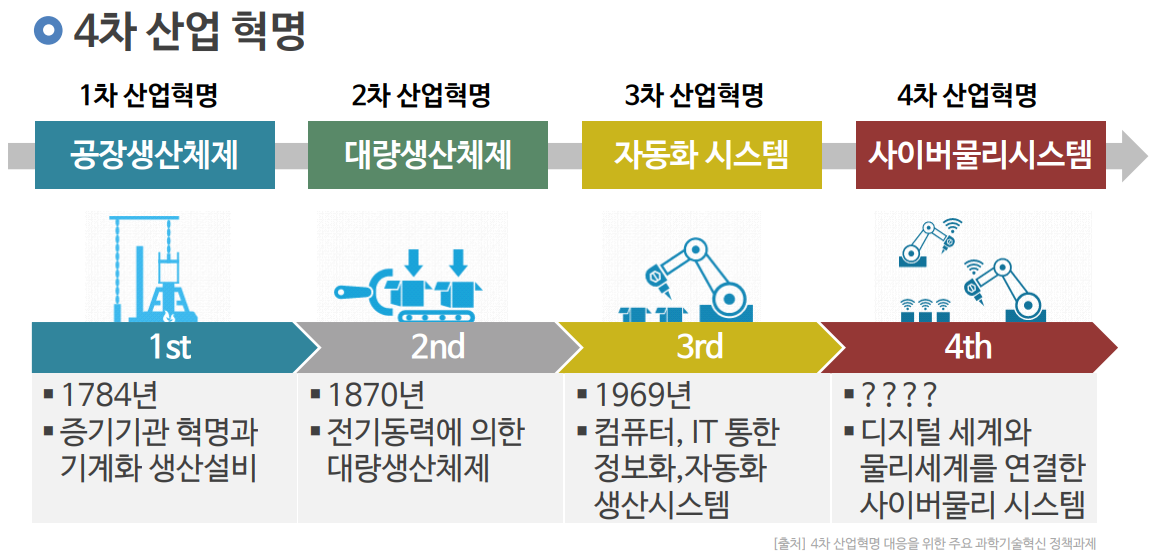 4차 산업 혁명
1차 산업혁명
2차 산업혁명
3차 산업혁명
4차 산업혁명
공장생산체제
대량생산체제
자동화 시스템
사이버물리시스템
1st
2nd
3rd
4th
▪ 1784년
▪ 증기기관 혁명과
기계화 생산설비
▪ 1870년
▪ 전기동력에 의한
대량생산체제
▪ 1969년
▪ 컴퓨터, IT 통한
정보화,자동화
생산시스템
▪ ? ? ? ?
▪ 디지털 세계와
물리세계를 연결한
사이버물리 시스템
[출처] 4차 산업혁명 대응을 위한 주요 과학기술혁신 정책과제